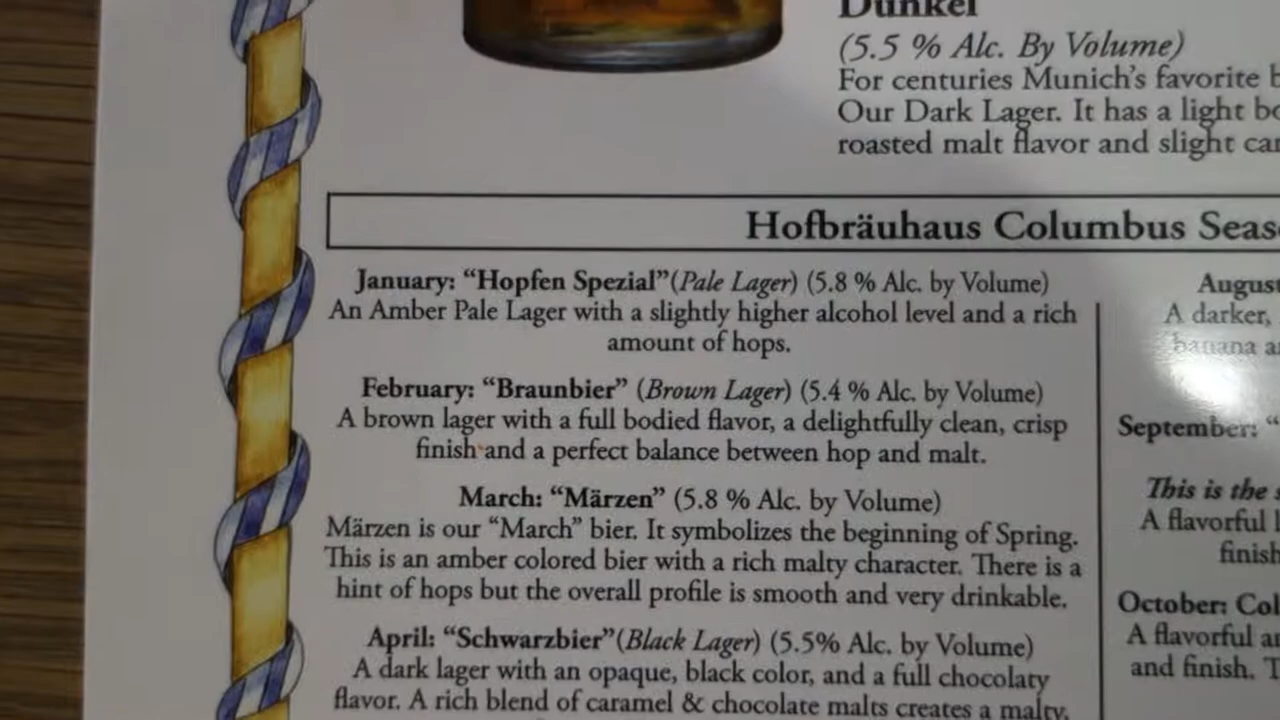 Dunkel
(5.5 % Alc. By Volume)
For centuries Munich's favorite
Our Dark Lager. It has a light
roasted malt flavor and slight
Hofbräuhaus Columbus
January: “Hopfen Spezial”(Pale Lager) (5.8 % Alc. by Volume)
An Amber Pale Lager with a slightly higher alcohol level and a rich
amount of hops.
February: “Braunbier” (Brown Lager) (5.4 % Alc. by Volume)
A brown lager with a full bodied flavor, a delightfully clean, crisp
finish and a perfect balance between hop and malt.
March: “Märzen” (5.8 % Alc. by Volume)
Märzen is our “March” bier. It symbolizes the beginning of Spring.
This is an amber colored bier with a rich malty character. There is a
hint of hops but the overall profile is smooth and very drinkable.
April: “Schwarzbier”(Black Lager) (5.5% Alc. by Volume)
A dark lager with an opaque, black color, and a full chocolaty
flavor. A rich blend of caramel & chocolate malts creates a malty,
August
A darker,
banana
September: “
This is the
A flavorful
finish
October:
A flavorful
and finish.